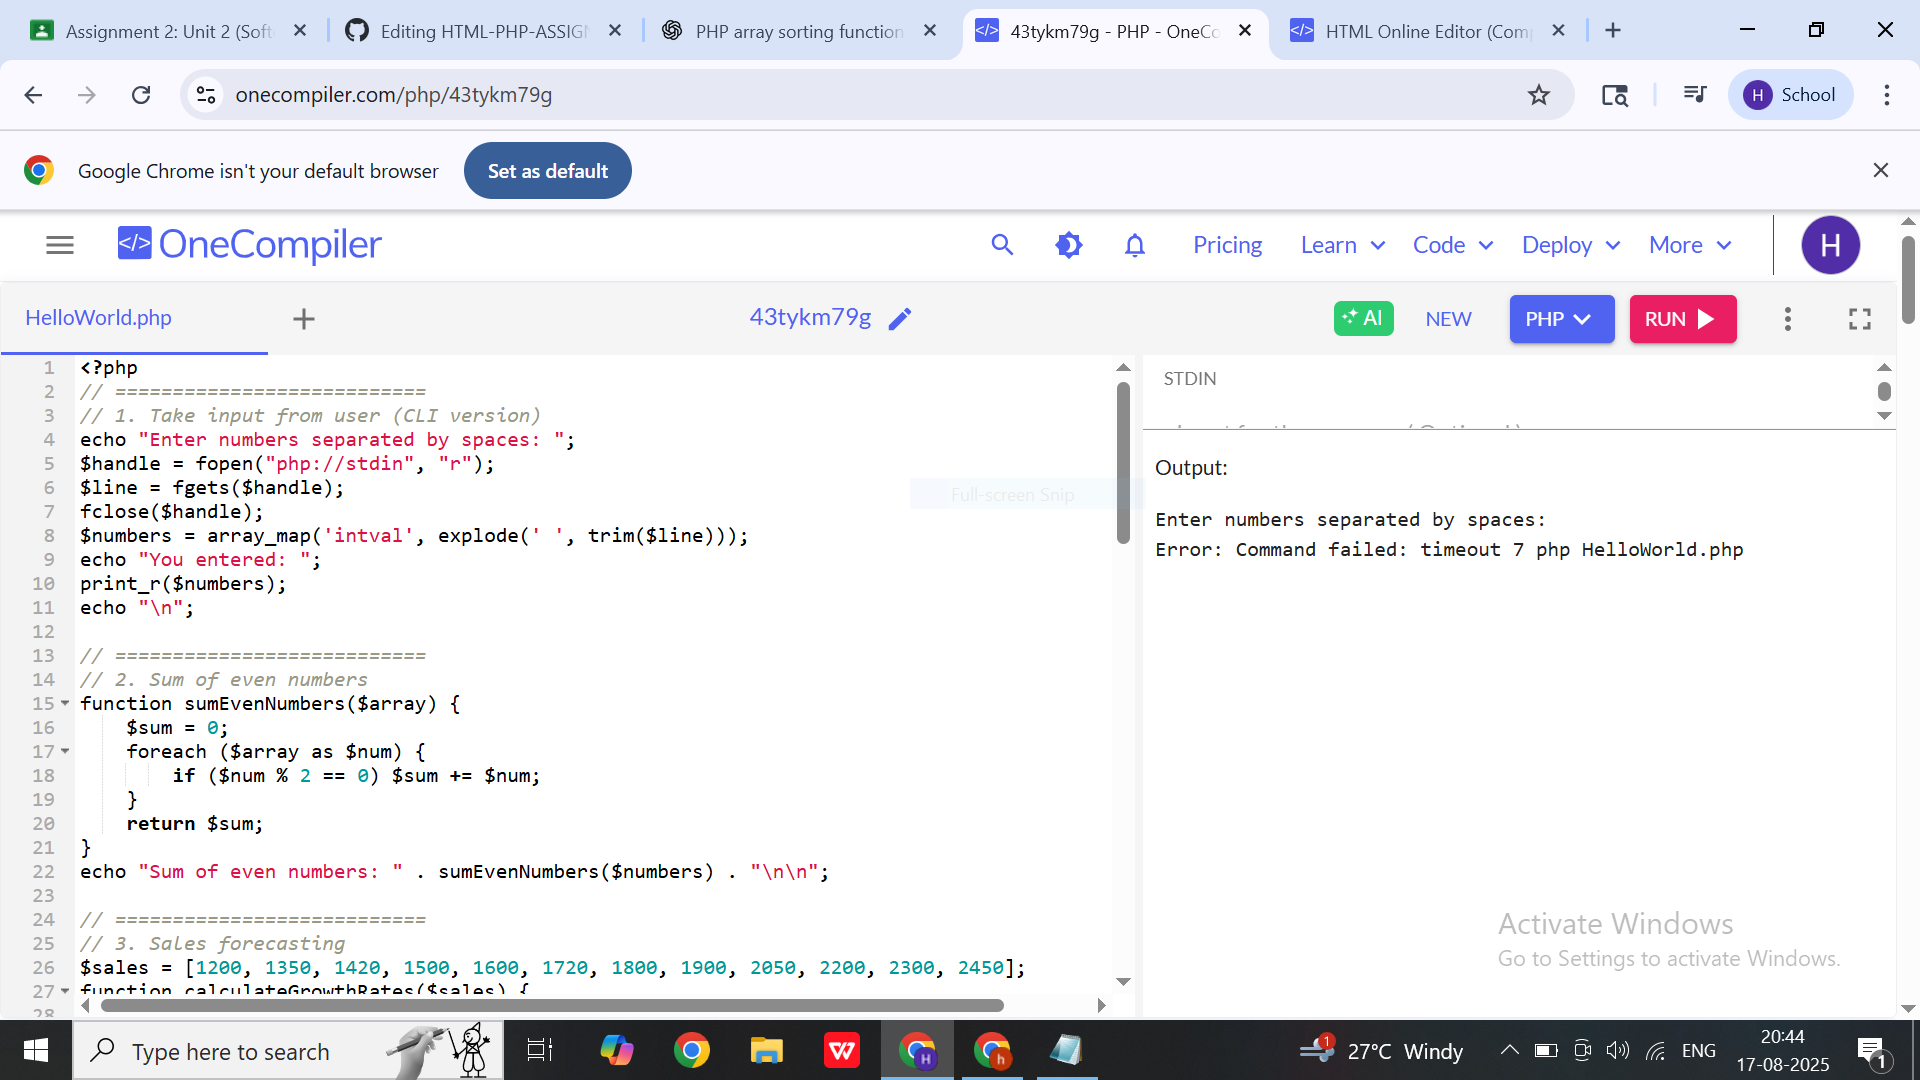 Assignment 2: Unit 2 (Soft
Editing HTML-PHP-ASSIGN
PHP array sorting function
43tykm79g - PHP - OneCo
HTML Online Editor (Com
onecompiler.com/php/43tykm79g
H School
Google Chrome isn't your default browser
Set as default
</> OneCompiler
Pricing
Learn
Code
Deploy
More
H
HelloWorld.php
43tykm79g
AI
NEW
PHP
RUN
1 <?php
2 // ===========================
3 // 1. Take input from user (CLI version)
4 echo "Enter numbers separated by spaces: ";
5 $handle = fopen("php://stdin", "r");
6 $line = fgets($handle);
7 fclose($handle);
8 $numbers = array_map('intval', explode(' ', trim($line)));
9 echo "You entered: ";
10 print_r($numbers);
11 echo "\n";
12
13 // ===========================
14 // 2. Sum of even numbers
15 function sumEvenNumbers($array) {
16 $sum = 0;
17 foreach ($array as $num) {
18 if ($num % 2 == 0) $sum += $num;
19 }
20 return $sum;
21 }
22 echo "Sum of even numbers: " . sumEvenNumbers($numbers) . "\n\n";
23
24 // ===========================
25 // 3. Sales forecasting
26 $sales = [1200, 1350, 1420, 1500, 1600, 1720, 1800, 1900, 2050, 2200, 2300, 2450];
27 function calculateGrowthRates($sales) {
28
STDIN
Output:
Enter numbers separated by spaces:
Error: Command failed: timeout 7 php HelloWorld.php
Full-screen Snip
Activate Windows
Go to Settings to activate Windows.
Type here to search
W
H
h
1
27°C Windy
ENG
20:44
17-08-2025
1